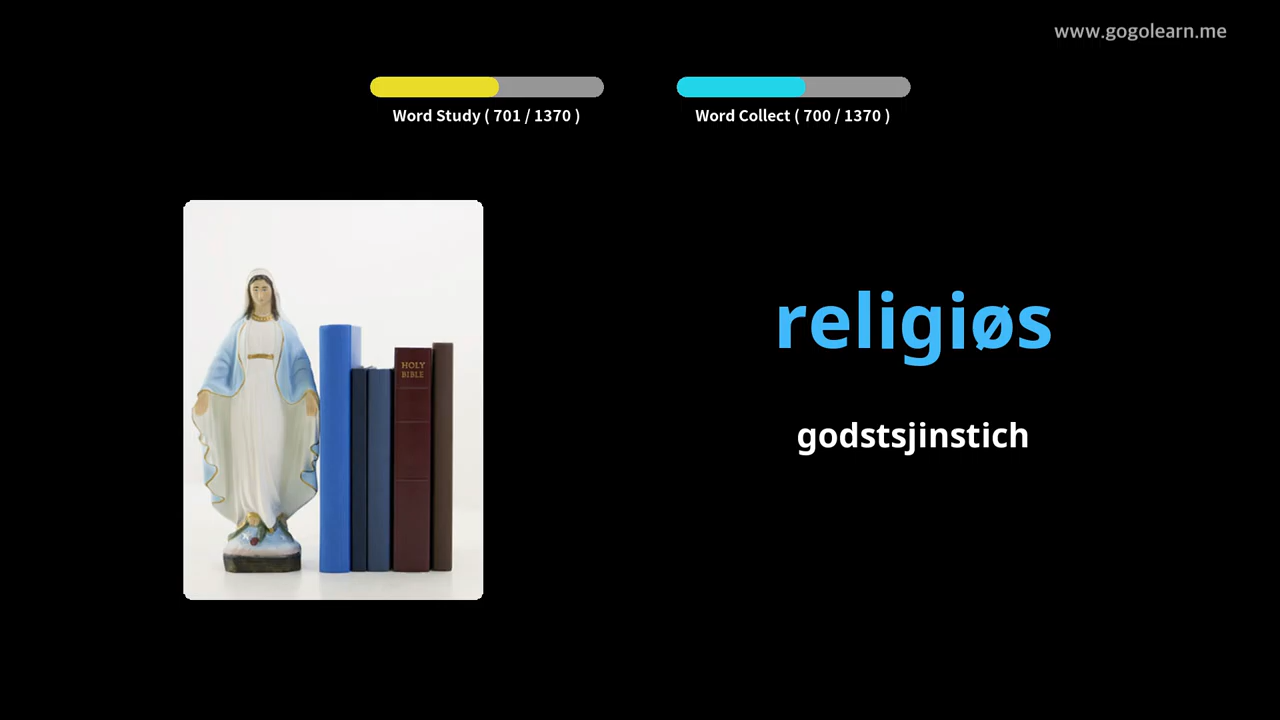 www.gogolearn.me
Word Study ( 701 / 1370 )
Word Collect ( 700 / 1370 )
HOLY
BIBLE
religiøs
godstsjinstich